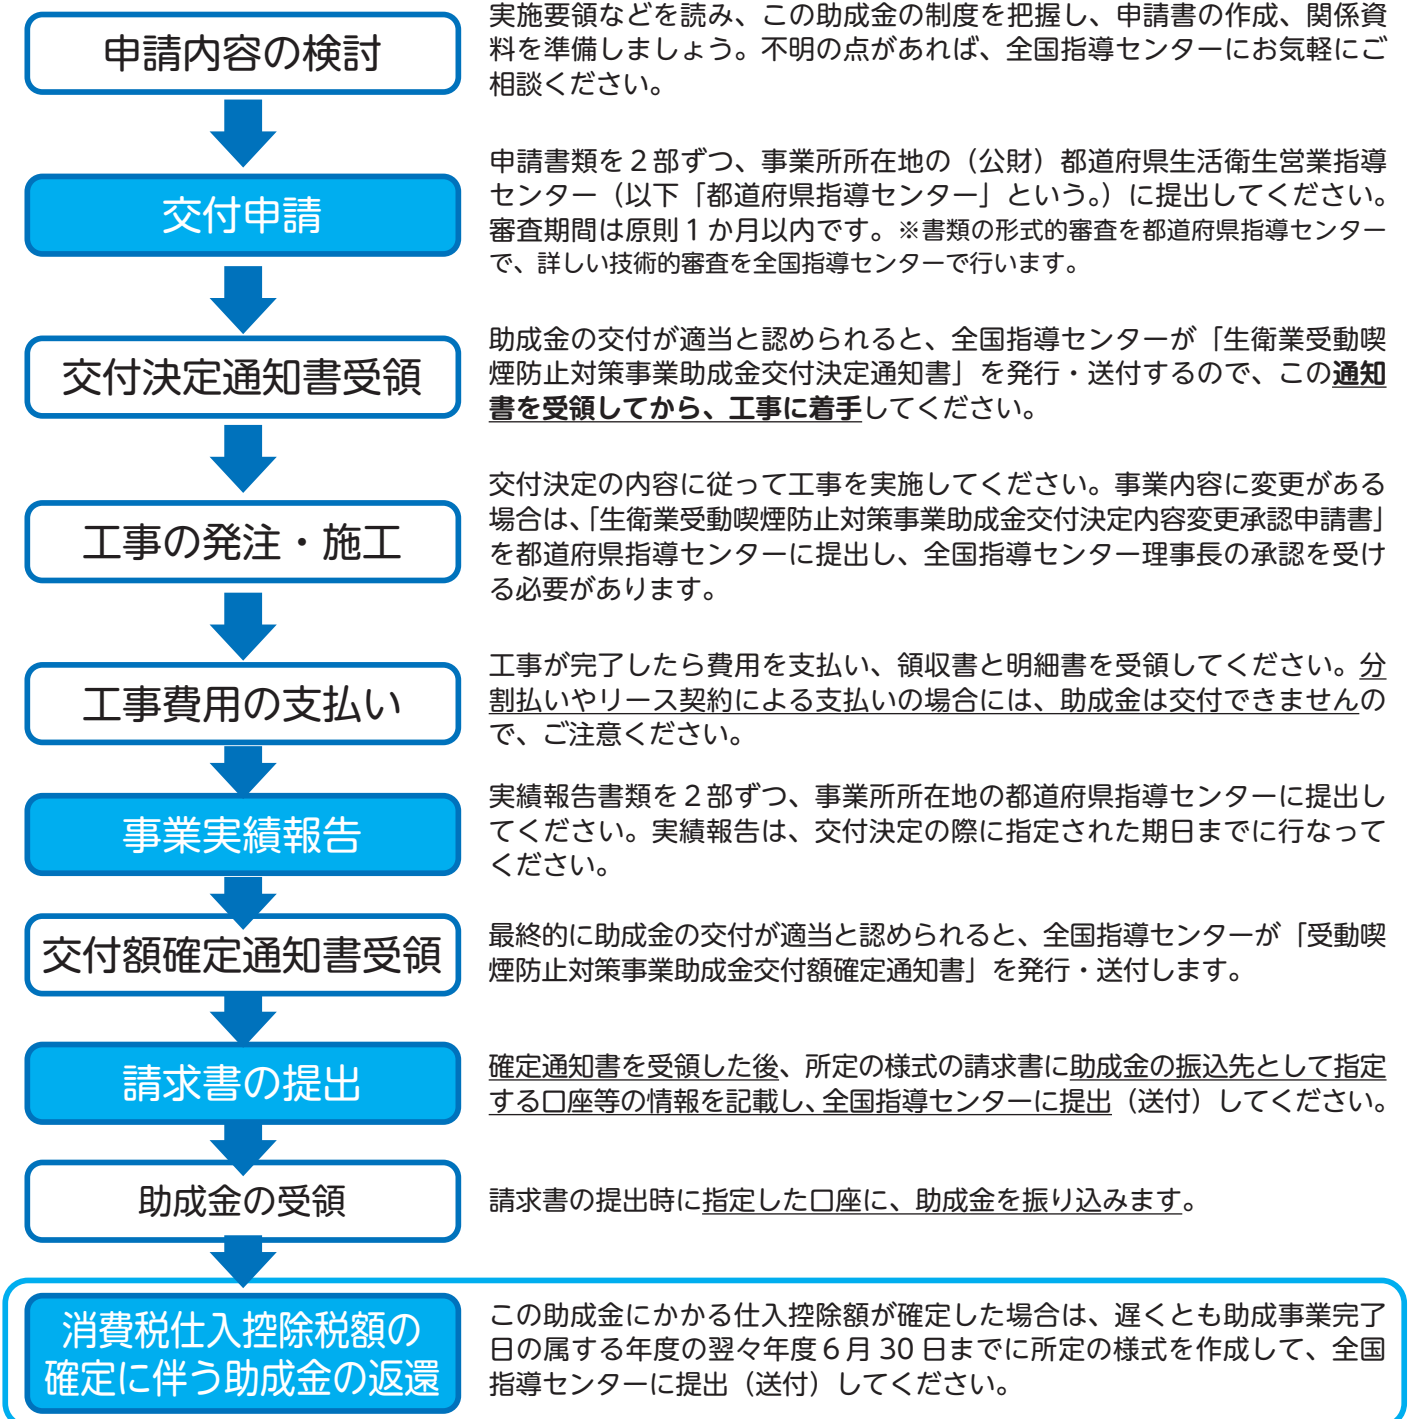 申請内容の検討
実施要領などを読み、この助成金の制度を把握し、申請書の作成、関係資
料を準備しましょう。不明の点があれば、全国指導センターにお気軽にご
相談ください。
交付申請
申請書類を２部ずつ、事業所所在地の（公財）都道府県生活衛生営業指導
センター（以下「都道府県指導センター」という。）に提出してください。
審査期間は原則１か月以内です。※書類の形式的審査を都道府県指導センター
で、詳しい技術的審査を全国指導センターで行います。
交付決定通知書受領
助成金の交付が適当と認められると、全国指導センターが「生衛業受動喫
煙防止対策事業助成金交付決定通知書」を発行・送付するので、この通知
書を受領してから、工事に着手してください。
工事の発注・施工
交付決定の内容に従って工事を実施してください。事業内容に変更がある
場合は、「生衛業受動喫煙防止対策事業助成金交付決定内容変更承認申請書」
を都道府県指導センターに提出し、全国指導センター理事長の承認を受け
る必要があります。
工事費用の支払い
工事が完了したら費用を支払い、領収書と明細書を受領してください。分
割払いやリース契約による支払いの場合には、助成金は交付できませんの
で、ご注意ください。
事業実績報告
実績報告書類を２部ずつ、事業所所在地の都道府県指導センターに提出し
てください。実績報告は、交付決定の際に指定された期日までに行なって
ください。
交付額確定通知書受領
最終的に助成金の交付が適当と認められると、全国指導センターが「受動喫
煙防止対策事業助成金交付額確定通知書」を発行・送付します。
請求書の提出
確定通知書を受領した後、所定の様式の請求書に助成金の振込先として指定
する口座等の情報を記載し、全国指導センターに提出（送付）してください。
助成金の受領
請求書の提出時に指定した口座に、助成金を振り込みます。
消費税仕入控除税額の
確定に伴う助成金の返還
この助成金にかかる仕入控除額が確定した場合は、遅くとも助成事業完了
日の属する年度の翌々年度６月 30 日までに所定の様式を作成して、全国
指導センターに提出（送付）してください。